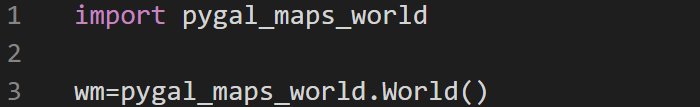 1 import pygal_maps_world
2
3 wm=pygal_maps_world.World()